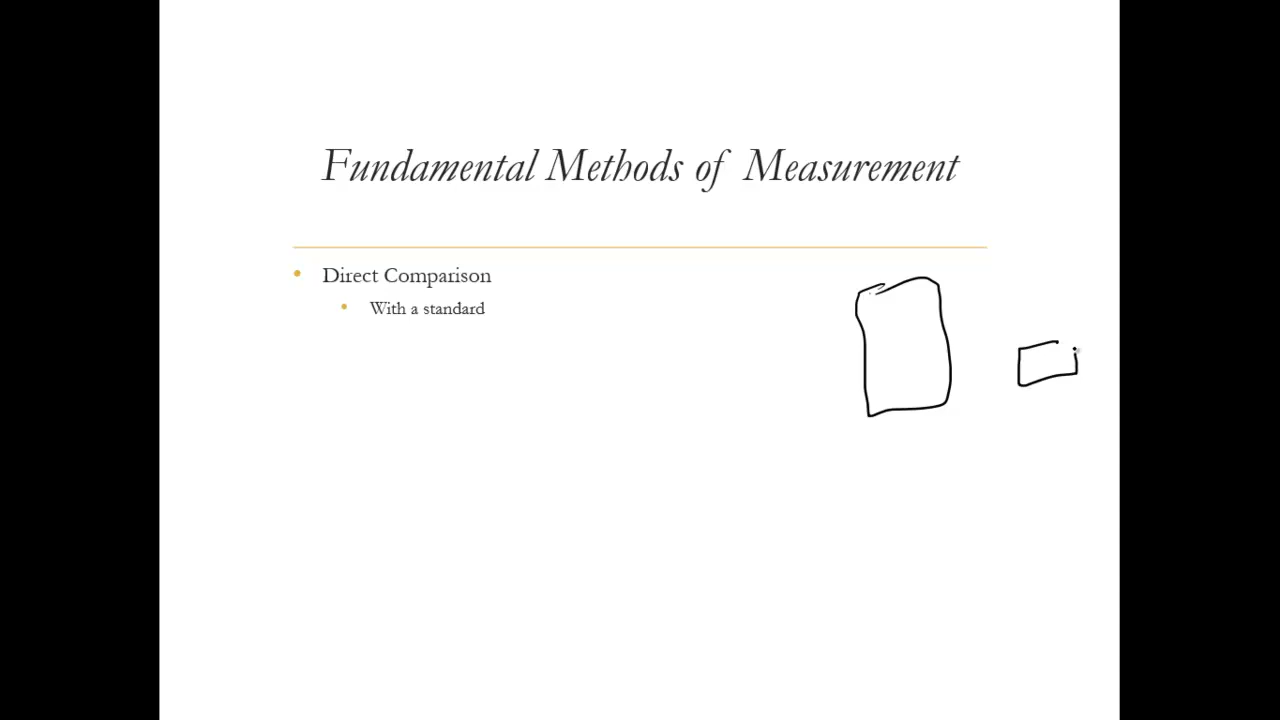 Fundamental Methods of Measurement
Direct Comparison
With a standard